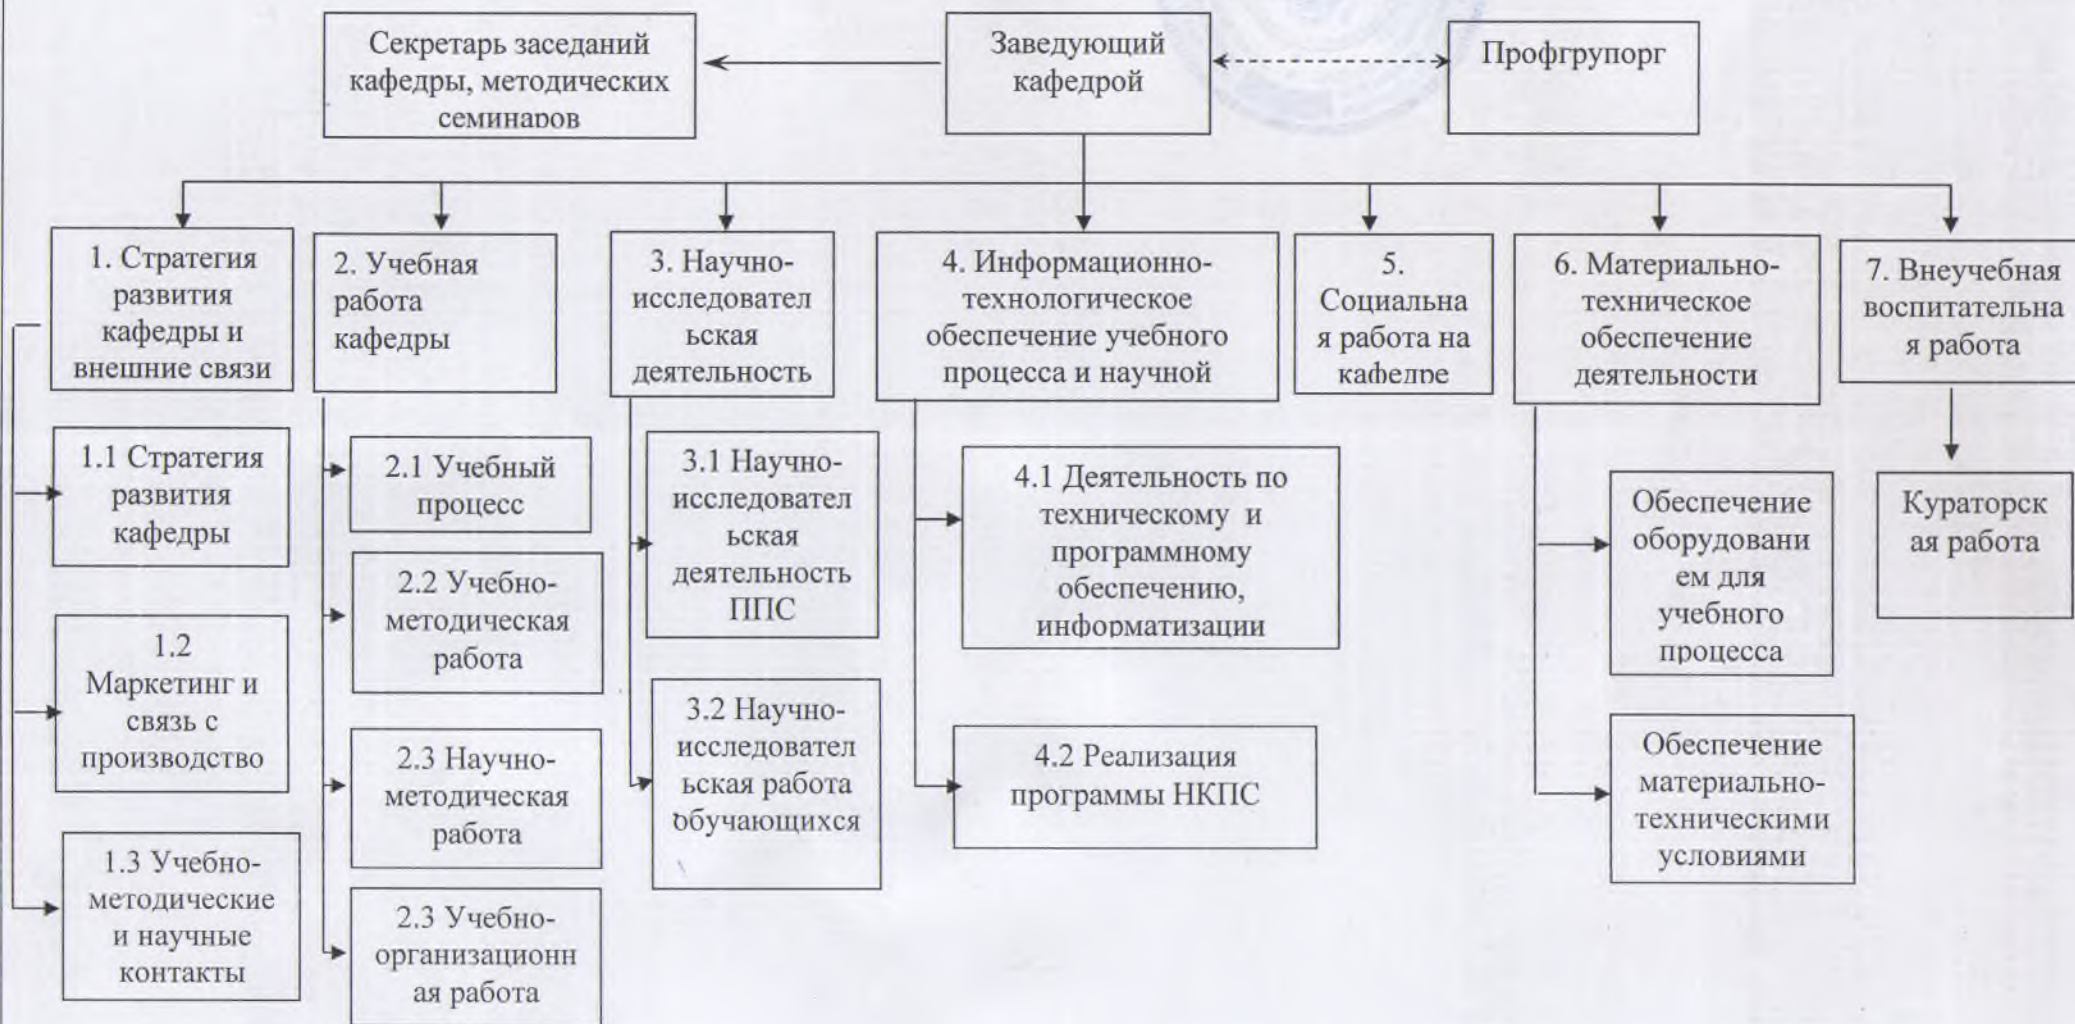 Секретарь заседаний
кафедры, методических
семинаров
Заведующий
кафедрой
Профгрупорг
1. Стратегия
развития
кафедры и
внешние связи
2. Учебная
работа
кафедры
3. Научно-
исследовател
ьская
деятельность
4. Информационно-
технологическое
обеспечение учебного
процесса и научной
5.
Социальна
я работа на
кафедре
6. Материально-
техническое
обеспечение
деятельности
7. Внеучебная
воспитательна
я работа
1.1 Стратегия
развития
кафедры
1.2
Маркетинг и
связь с
производство
1.3 Учебно-
методические
и научные
контакты
2.1 Учебный
процесс
2.2 Учебно-
методическая
работа
2.3 Научно-
методическая
работа
2.3 Учебно-
организационн
ая работа
3.1 Научно-
исследовател
ьская
деятельность
ППС
3.2 Научно-
исследовател
ьская работа
обучающихся
4.1 Деятельность по
техническому и
программному
обеспечению,
информатизации
4.2 Реализация
программы НКПС
Обеспечение
оборудовани
ем для
учебного
процесса
Обеспечение
материально-
техническими
условиями
Кураторск
ая работа